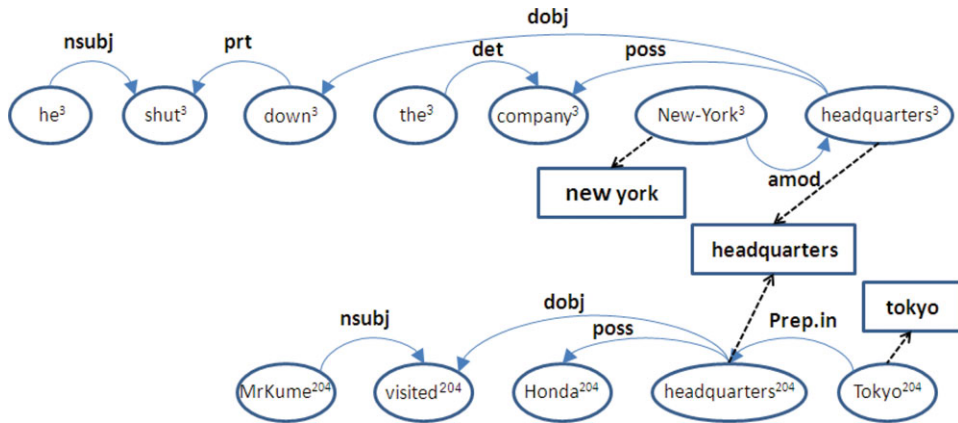 dobj
nsubj prt det poss
he3 shut3 down3 the3 company3 New-York3 headquarters3
amod
new york
headquarters
tokyo
dobj
nsubj poss Prep.in
MrKume204 visited204 Honda204 headquarters204 Tokyo204